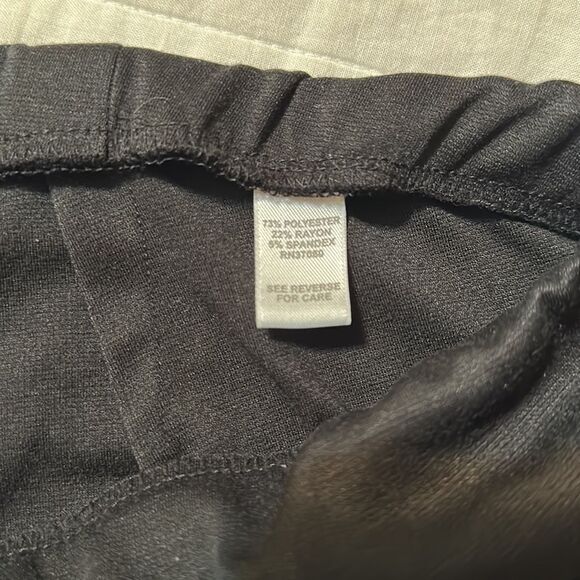 73% POLYESTER
22% RAYON
5% SPANDEX
RN37080
SEE REVERSE
FOR CARE